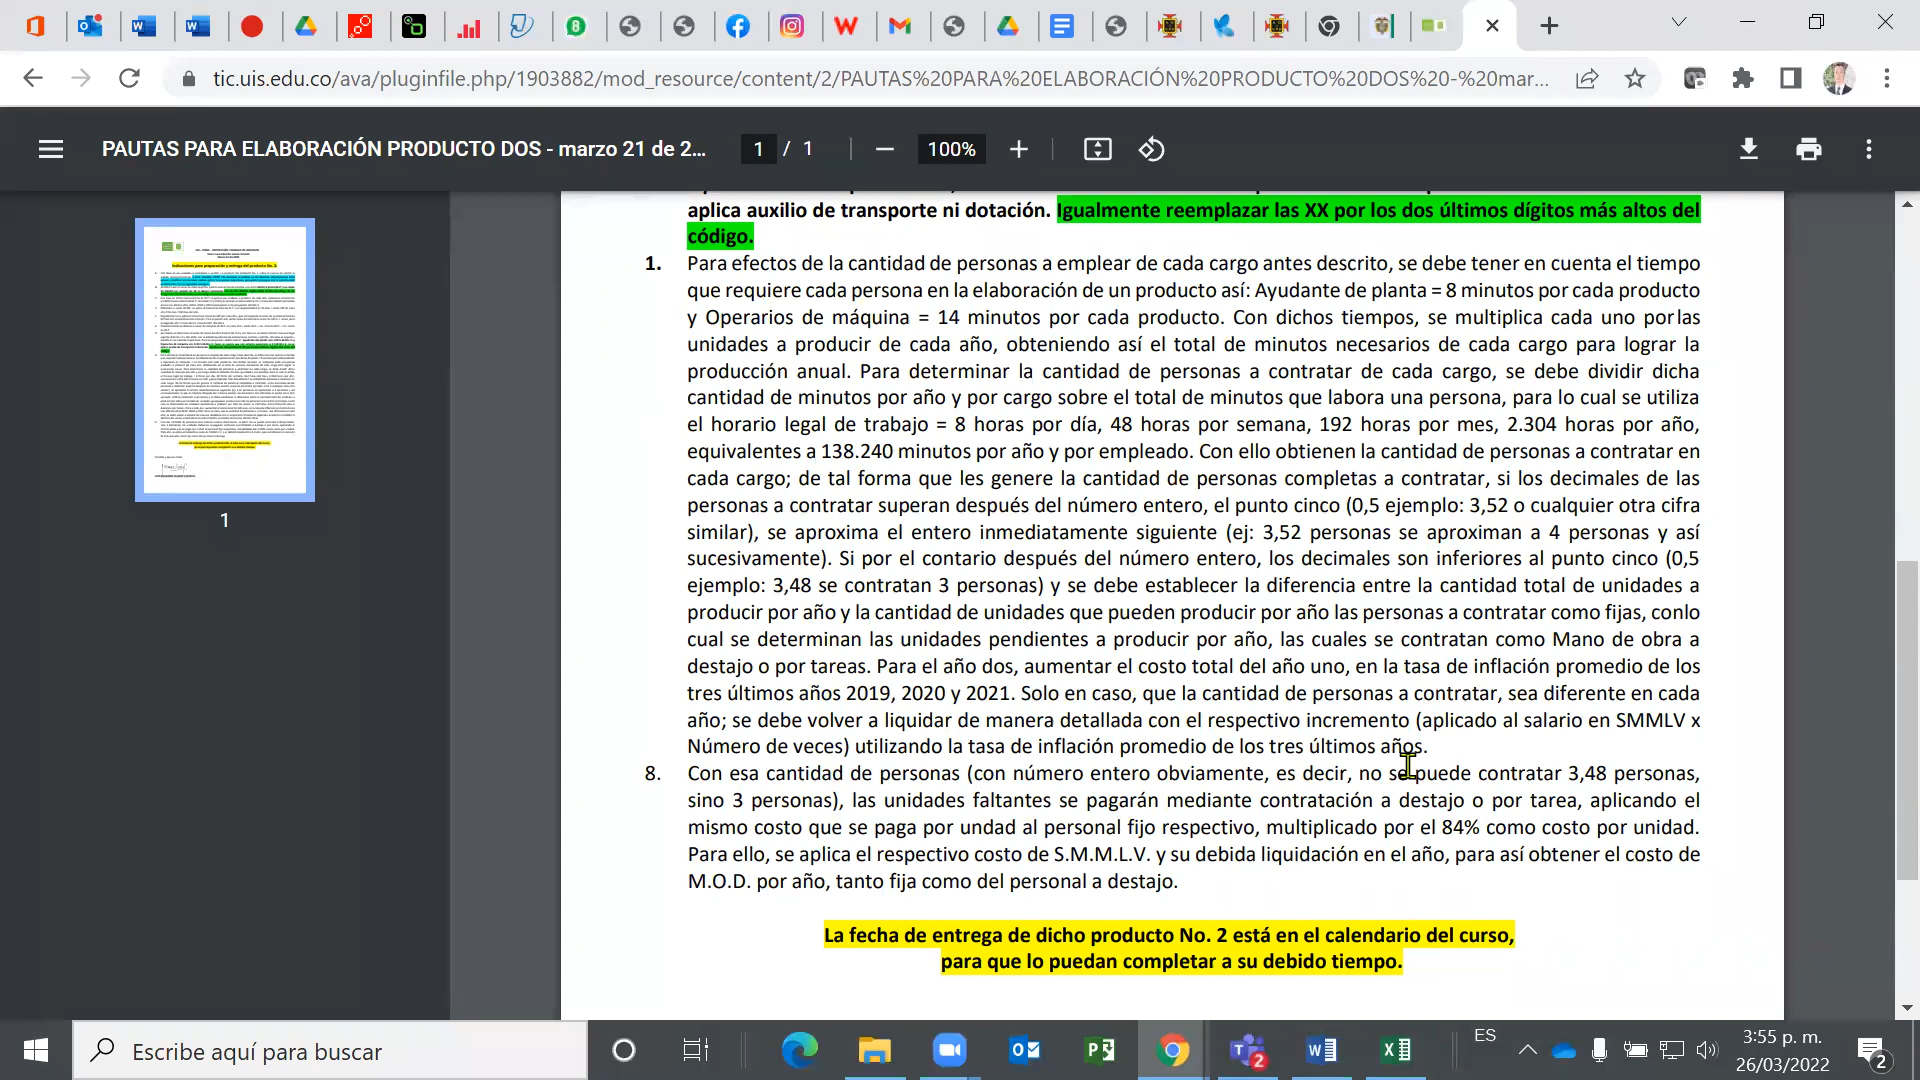 tic.uis.edu.co/ava/pluginfile.php/1903882/mod_resource/content/2/PAUTAS%20PARA%20ELABORACIÓN%20PRODUCTO%20DOS%20-%20mar...
PAUTAS PARA ELABORACIÓN PRODUCTO DOS - marzo 21 de 2...
1 / 1
100%
aplica auxilio de transporte ni dotación. Igualmente reemplazar las XX por los dos últimos dígitos más altos del
código.
1. Para efectos de la cantidad de personas a emplear de cada cargo antes descrito, se debe tener en cuenta el tiempo
que requiere cada persona en la elaboración de un producto así: Ayudante de planta = 8 minutos por cada producto
y Operarios de máquina = 14 minutos por cada producto. Con dichos tiempos, se multiplica cada uno por las
unidades a producir de cada año, obteniendo así el total de minutos necesarios de cada cargo para lograr la
producción anual. Para determinar la cantidad de personas a contratar de cada cargo, se debe dividir dicha
cantidad de minutos por año y por cargo sobre el total de minutos que labora una persona, para lo cual se utiliza
el horario legal de trabajo = 8 horas por día, 48 horas por semana, 192 horas por mes, 2.304 horas por año,
equivalentes a 138.240 minutos por año y por empleado. Con ello obtienen la cantidad de personas a contratar en
cada cargo; de tal forma que les genere la cantidad de personas completas a contratar, si los decimales de las
personas a contratar superan después del número entero, el punto cinco (0,5 ejemplo: 3,52 o cualquier otra cifra
similar), se aproxima el entero inmediatamente siguiente (ej: 3,52 personas se aproximan a 4 personas y así
sucesivamente). Si por el contario después del número entero, los decimales son inferiores al punto cinco (0,5
ejemplo: 3,48 se contratan 3 personas) y se debe establecer la diferencia entre la cantidad total de unidades a
producir por año y la cantidad de unidades que pueden producir por año las personas a contratar como fijas, conlo
cual se determinan las unidades pendientes a producir por año, las cuales se contratan como Mano de obra a
destajo o por tareas. Para el año dos, aumentar el costo total del año uno, en la tasa de inflación promedio de los
tres últimos años 2019, 2020 y 2021. Solo en caso, que la cantidad de personas a contratar, sea diferente en cada
año; se debe volver a liquidar de manera detallada con el respectivo incremento (aplicado al salario en SMMLV x
Número de veces) utilizando la tasa de inflación promedio de los tres últimos años.
8. Con esa cantidad de personas (con número entero obviamente, es decir, no se puede contratar 3,48 personas,
sino 3 personas), las unidades faltantes se pagarán mediante contratación a destajo o por tarea, aplicando el
mismo costo que se paga por undad al personal fijo respectivo, multiplicado por el 84% como costo por unidad.
Para ello, se aplica el respectivo costo de S.M.M.L.V. y su debida liquidación en el año, para así obtener el costo de
M.O.D. por año, tanto fija como del personal a destajo.
La fecha de entrega de dicho producto No. 2 está en el calendario del curso,
para que lo puedan completar a su debido tiempo.
1
Escribe aquí para buscar
ES
3:55 p. m.
26/03/2022
2
2